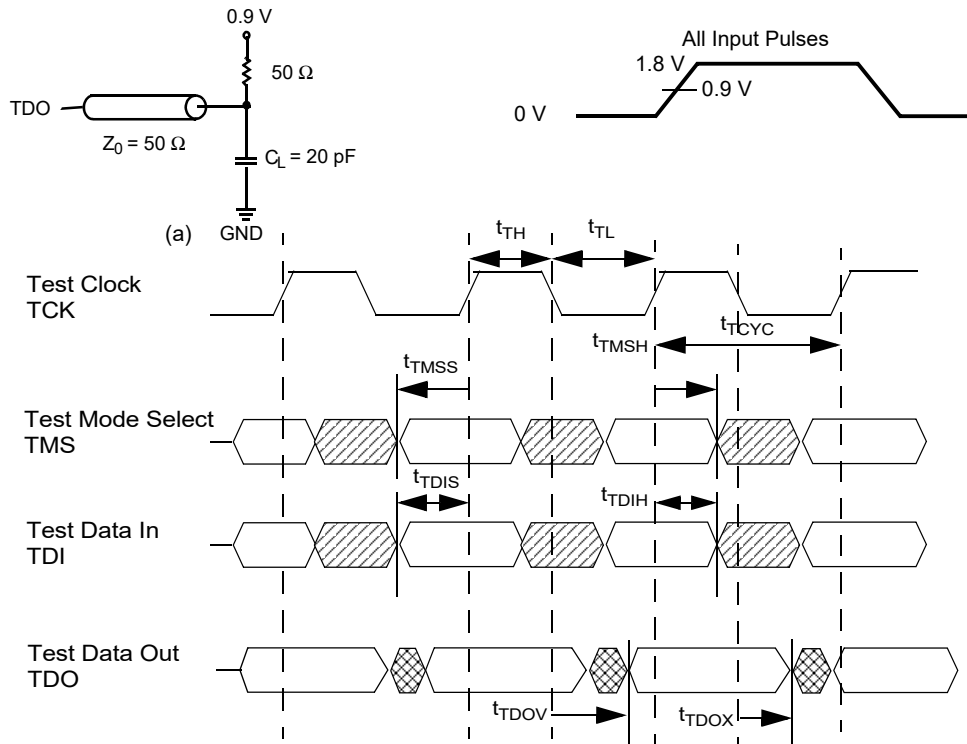 0.9 V
50 Ω
TDO
Z0 = 50 Ω
CL = 20 pF
(a) GND
All Input Pulses
1.8 V
0.9 V
0 V
tTH
tTL
Test Clock
TCK
tTCYC
tTMSH
tTMSS
Test Mode Select
TMS
tTDIS
tTDIH
Test Data In
TDI
Test Data Out
TDO
tTDOV
tTDOX